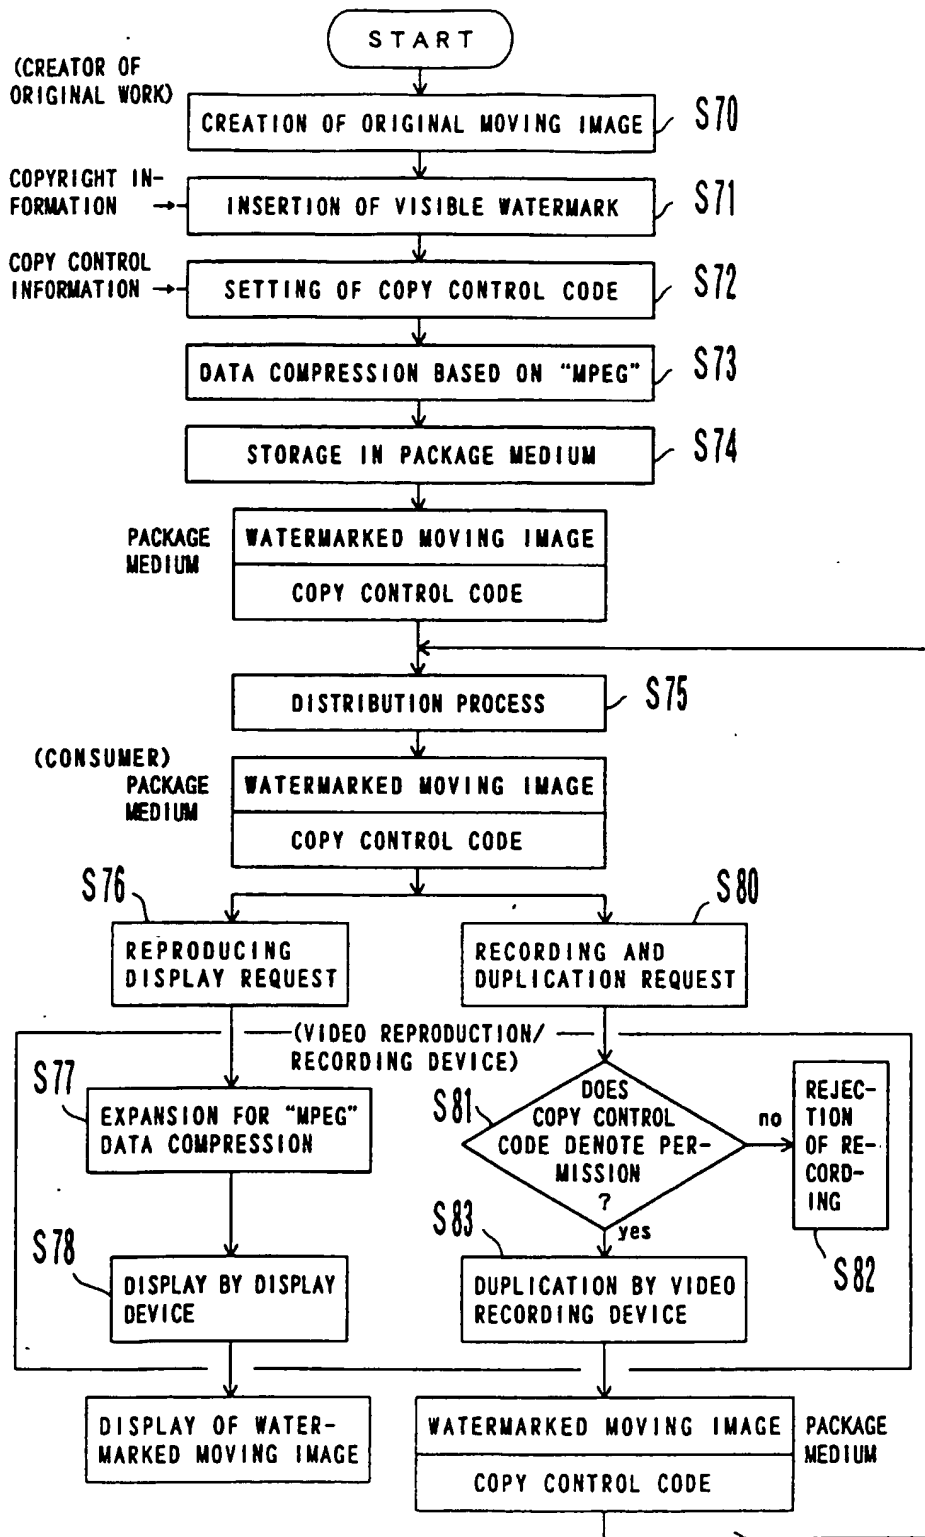 START
(CREATOR OF
ORIGINAL WORK)
CREATION OF ORIGINAL MOVING IMAGE
S70
COPYRIGHT IN-
FORMATION
INSERTION OF VISIBLE WATERMARK
S71
COPY CONTROL
INFORMATION
SETTING OF COPY CONTROL CODE
S72
DATA COMPRESSION BASED ON “MPEG”
S73
STORAGE IN PACKAGE MEDIUM
S74
PACKAGE
MEDIUM
WATERMARKED MOVING IMAGE
COPY CONTROL CODE
DISTRIBUTION PROCESS
S75
(CONSUMER)
PACKAGE
MEDIUM
WATERMARKED MOVING IMAGE
COPY CONTROL CODE
S76
REPRODUCING
DISPLAY REQUEST
S80
RECORDING AND
DUPLICATION REQUEST
(VIDEO REPRODUCTION/
RECORDING DEVICE)
S77
EXPANSION FOR “MPEG”
DATA COMPRESSION
S81
DOES
COPY CONTROL
CODE DENOTE PER-
MISSION
?
no
yes
REJEC-
TION
OF RE-
CORD-
ING
S82
S78
DISPLAY BY DISPLAY
DEVICE
S83
DUPLICATION BY VIDEO
RECORDING DEVICE
DISPLAY OF WATER-
MARKED MOVING IMAGE
WATERMARKED MOVING IMAGE
COPY CONTROL CODE
PACKAGE
MEDIUM